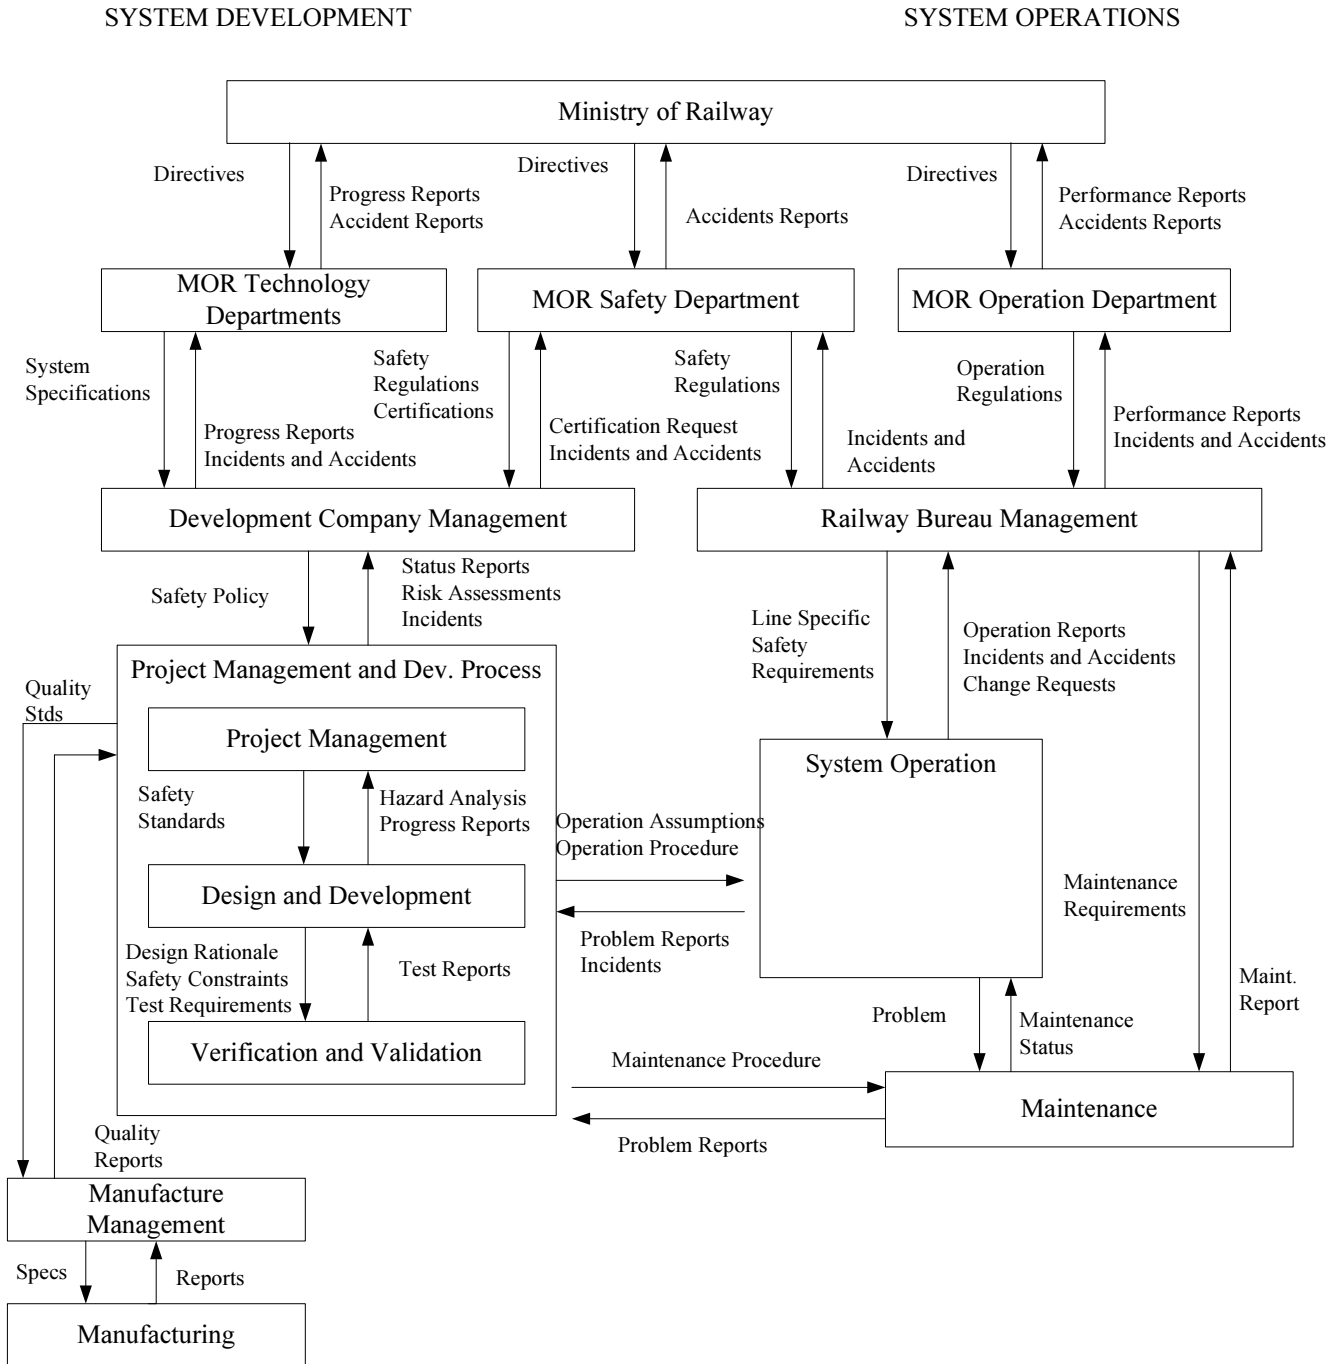 SYSTEM DEVELOPMENT
SYSTEM OPERATIONS
Ministry of Railway
Directives
Progress Reports
Accident Reports
Directives
Accidents Reports
Directives
Performance Reports
Accidents Reports
MOR Technology
Departments
MOR Safety Department
MOR Operation Department
System
Specifications
Progress Reports
Incidents and Accidents
Safety
Regulations
Certifications
Certification Request
Incidents and Accidents
Safety
Regulations
Incidents and
Accidents
Operation
Regulations
Performance Reports
Incidents and Accidents
Development Company Management
Railway Bureau Management
Safety Policy
Status Reports
Risk Assessments
Incidents
Line Specific
Safety
Requirements
Operation Reports
Incidents and Accidents
Change Requests
Project Management and Dev. Process
Quality
Stds
Project Management
Safety
Standards
Hazard Analysis
Progress Reports
Design and Development
Design Rationale
Safety Constraints
Test Requirements
Test Reports
Verification and Validation
Operation Assumptions
Operation Procedure
Problem Reports
Incidents
System Operation
Maintenance
Requirements
Maint.
Report
Problem
Maintenance
Status
Maintenance Procedure
Problem Reports
Maintenance
Quality
Reports
Manufacture
Management
Specs
Reports
Manufacturing